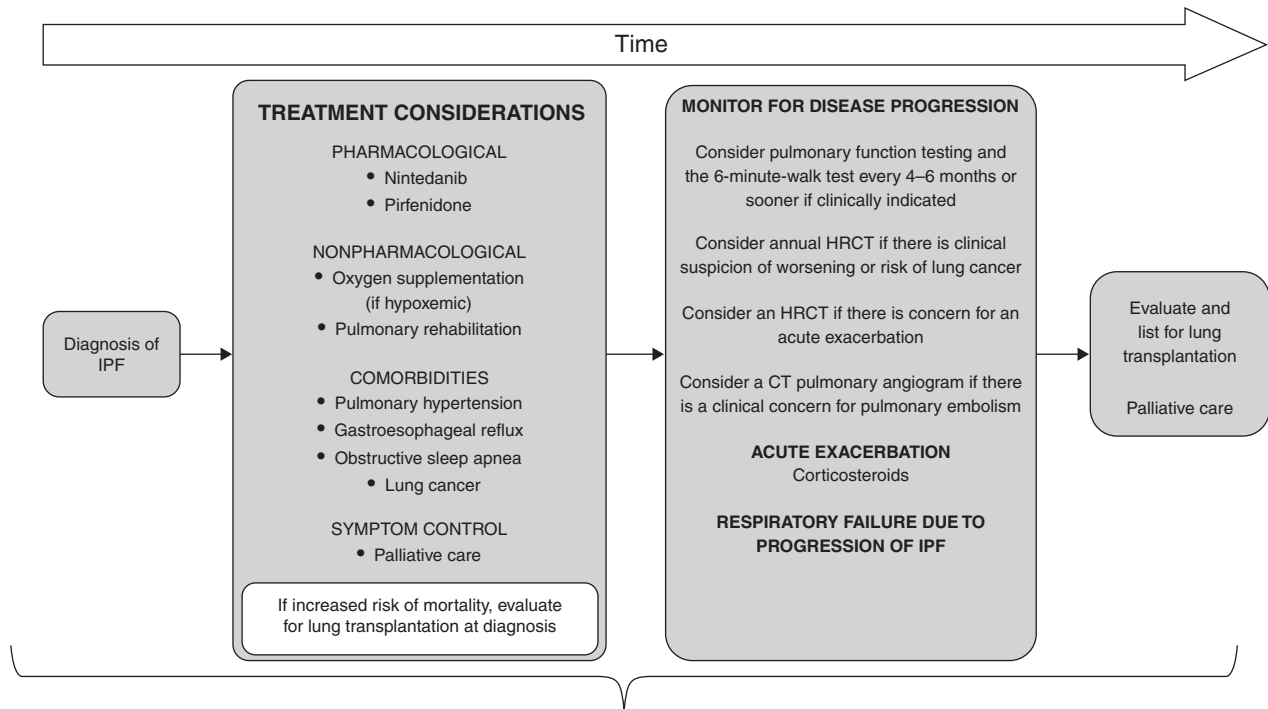 Time
Diagnosis of
IPF
TREATMENT CONSIDERATIONS
PHARMACOLOGICAL
• Nintedanib
• Pirfenidone
NONPHARMACOLOGICAL
• Oxygen supplementation
(if hypoxemic)
• Pulmonary rehabilitation
COMORBIDITIES
• Pulmonary hypertension
• Gastroesophageal reflux
• Obstructive sleep apnea
• Lung cancer
SYMPTOM CONTROL
• Palliative care
If increased risk of mortality, evaluate
for lung transplantation at diagnosis
MONITOR FOR DISEASE PROGRESSION
Consider pulmonary function testing and
the 6-minute-walk test every 4–6 months or
sooner if clinically indicated
Consider annual HRCT if there is clinical
suspicion of worsening or risk of lung cancer
Consider an HRCT if there is concern for an
acute exacerbation
Consider a CT pulmonary angiogram if there
is a clinical concern for pulmonary embolism
ACUTE EXACERBATION
Corticosteroids
RESPIRATORY FAILURE DUE TO
PROGRESSION OF IPF
Evaluate and
list for lung
transplantation
Palliative care